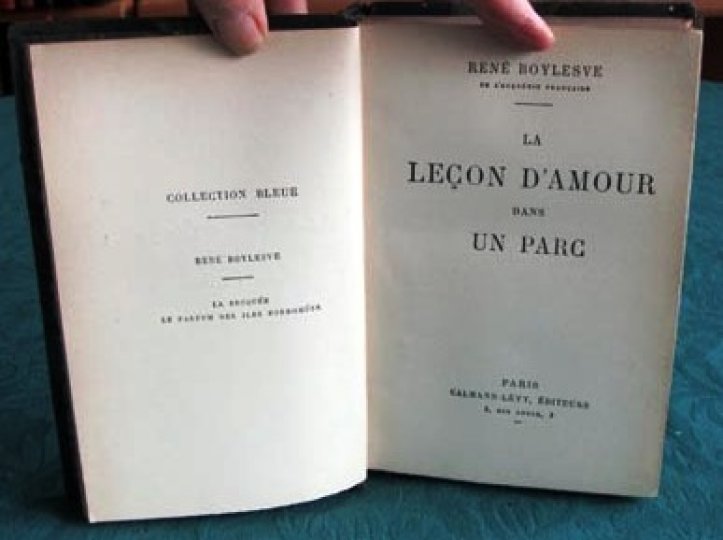 COLLECTION BLEUE
RENÉ BOYLESVE
LA BECQUÉE
LE PARFUM DES ILES BORROMÉES
RENÉ BOYLESVE
DE L'ACADÉMIE FRANÇAISE
LA
LEÇON D'AMOUR
DANS
UN PARC
PARIS
CALMANN-LÉVY, ÉDITEURS
3, RUE AUBER, 3